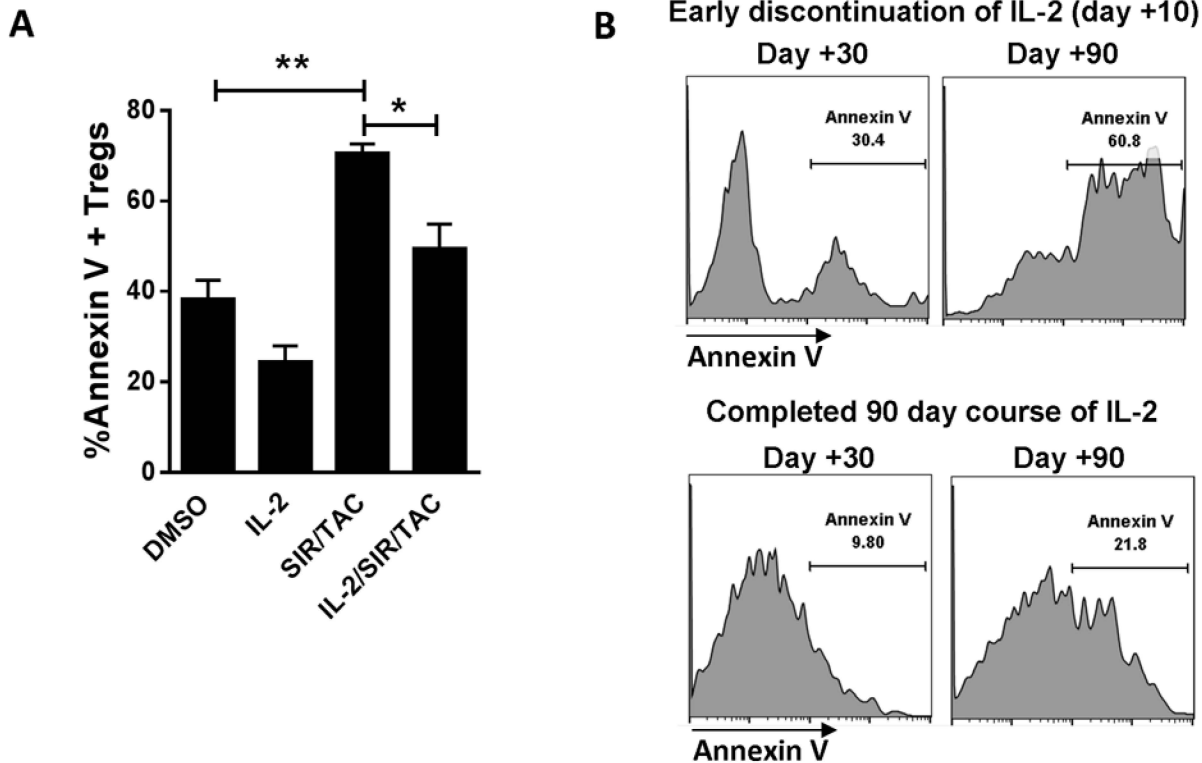 A
%Annexin V + Tregs
80
60
40
20
0
**
*
DMSO
IL-2
SIR/TAC
IL-2/SIR/TAC
B
Early discontinuation of IL-2 (day +10)
Day +30
Day +90
Annexin V
30.4
Annexin V
60.8
Annexin V
Completed 90 day course of IL-2
Day +30
Day +90
Annexin V
9.80
Annexin V
21.8
Annexin V